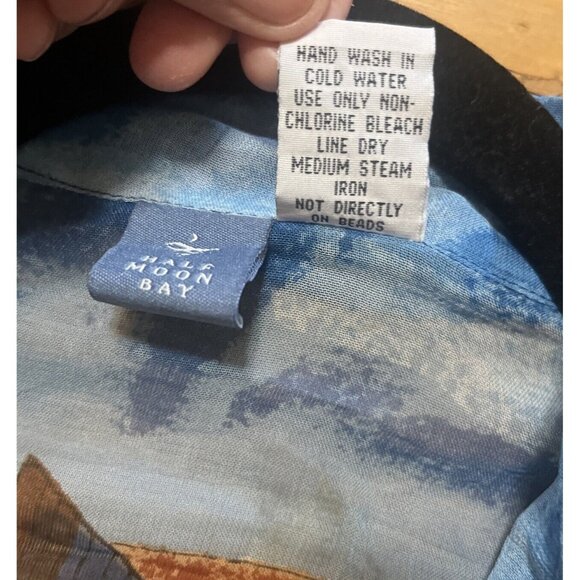 HAND WASH IN
COLD WATER
USE ONLY NON-
CHLORINE BLEACH
LINE DRY
MEDIUM STEAM
IRON
NOT DIRECTLY
ON BEADS
HALF
MOON
BAY